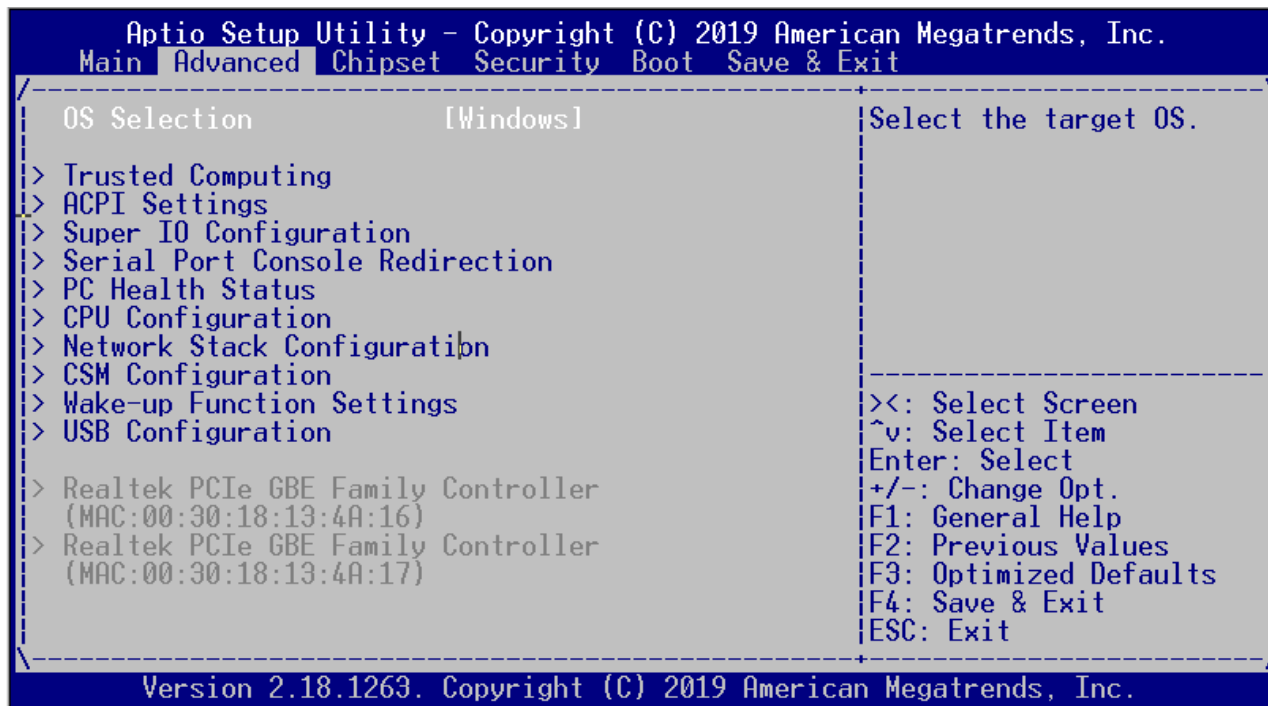 Aptio Setup Utility – Copyright (C) 2019 American Megatrends, Inc.
Main Advanced Chipset Security Boot Save & Exit
OS Selection [Windows]
Select the target OS.
> Trusted Computing
> ACPI Settings
> Super IO Configuration
> Serial Port Console Redirection
> PC Health Status
> CPU Configuration
> Network Stack Configuration
> CSM Configuration
> Wake-up Function Settings
> USB Configuration
> Realtek PCIe GBE Family Controller
(MAC:00:30:18:13:4A:16)
> Realtek PCIe GBE Family Controller
(MAC:00:30:18:13:4A:17)
><: Select Screen
^v: Select Item
Enter: Select
+/-: Change Opt.
F1: General Help
F2: Previous Values
F3: Optimized Defaults
F4: Save & Exit
ESC: Exit
Version 2.18.1263. Copyright (C) 2019 American Megatrends, Inc.